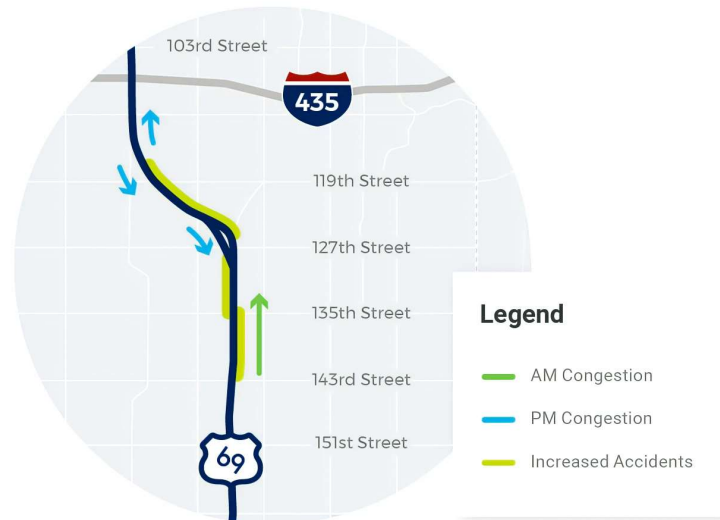 103rd Street
435
119th Street
127th Street
135th Street
143rd Street
151st Street
69
Legend
AM Congestion
PM Congestion
Increased Accidents